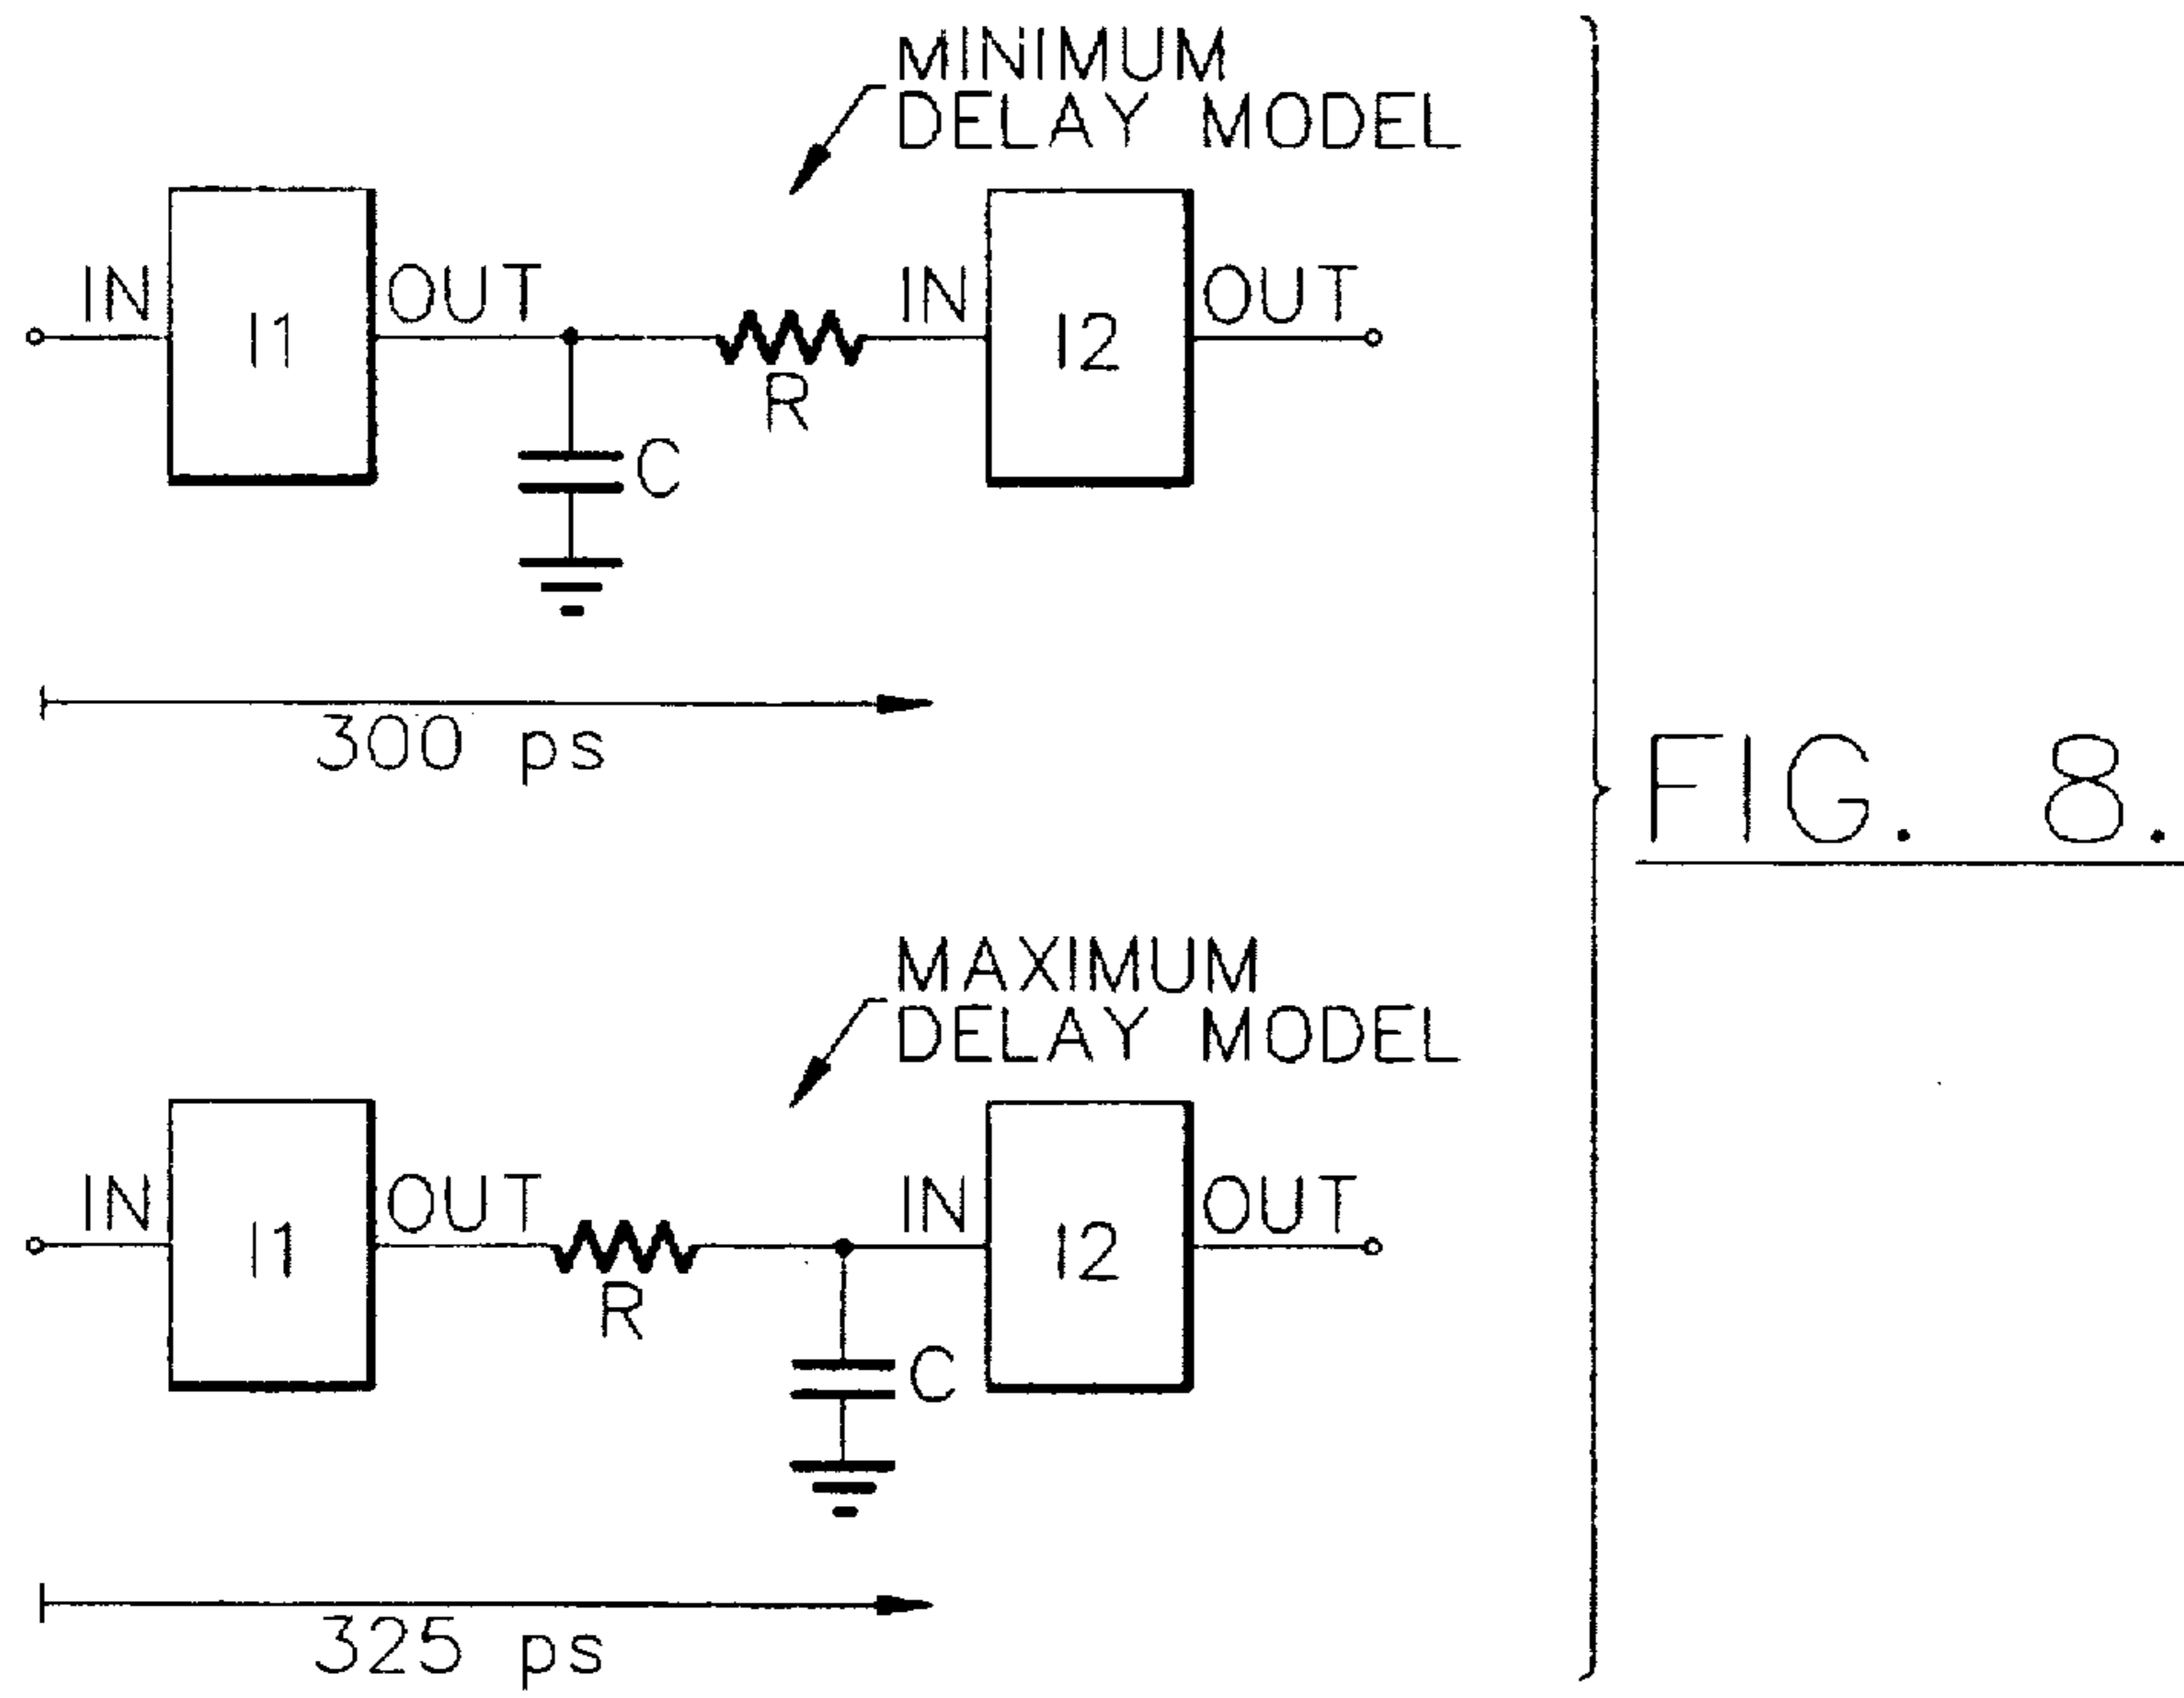 MINIMUM
DELAY MODEL
IN
I1
OUT
R
C
IN
I2
OUT
300 ps
FIG. 8.
MAXIMUM
DELAY MODEL
IN
I1
OUT
R
C
IN
I2
OUT
325 ps